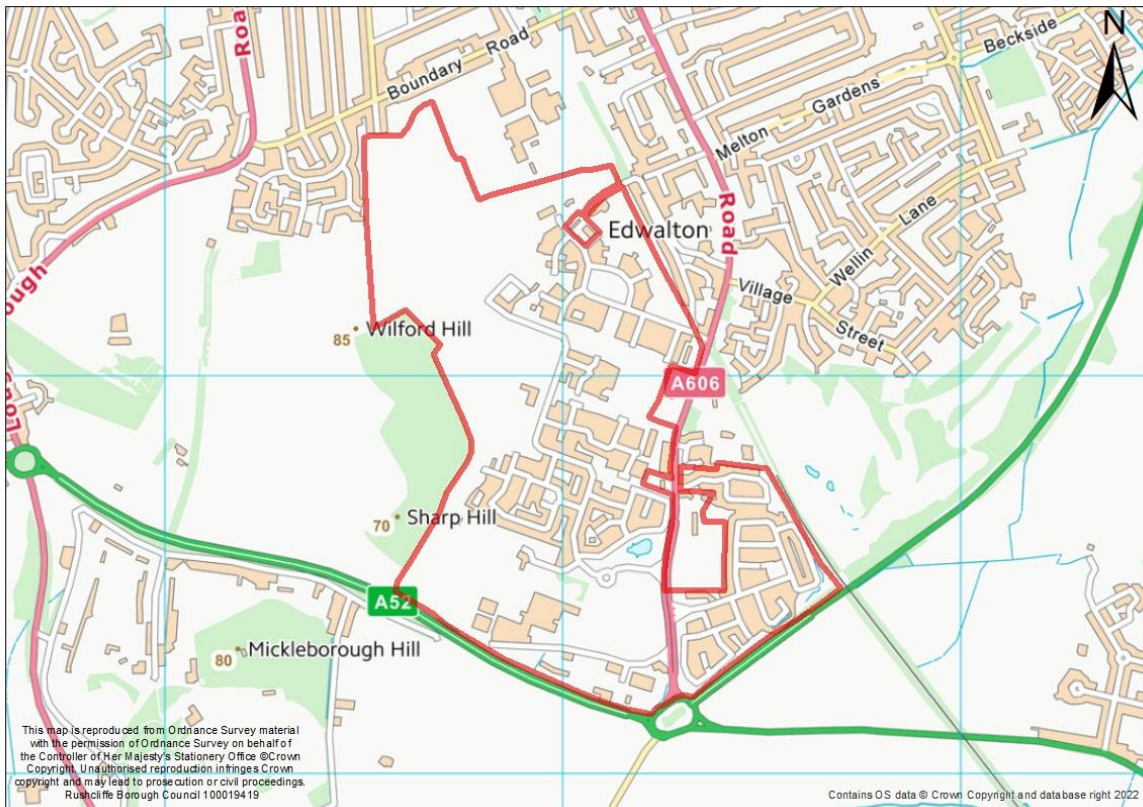 N
Roa
Boundary Road
Beckside
Melton Gardens
Road
Wellin Lane
Edwalton
Village Street
ough
85 Wilford Hill
A606
Lou
70 Sharp Hill
A52
80 Mickleborough Hill
This map is reproduced from Ordnance Survey material
with the permission of Ordnance Survey on behalf of
the Controller of Her Majesty's Stationery Office ©Crown
Copyright. Unauthorised reproduction infringes Crown
copyright and may lead to prosecution or civil proceedings.
Rushcliffe Borough Council 100019419
Contains OS data © Crown Copyright and database right 2022